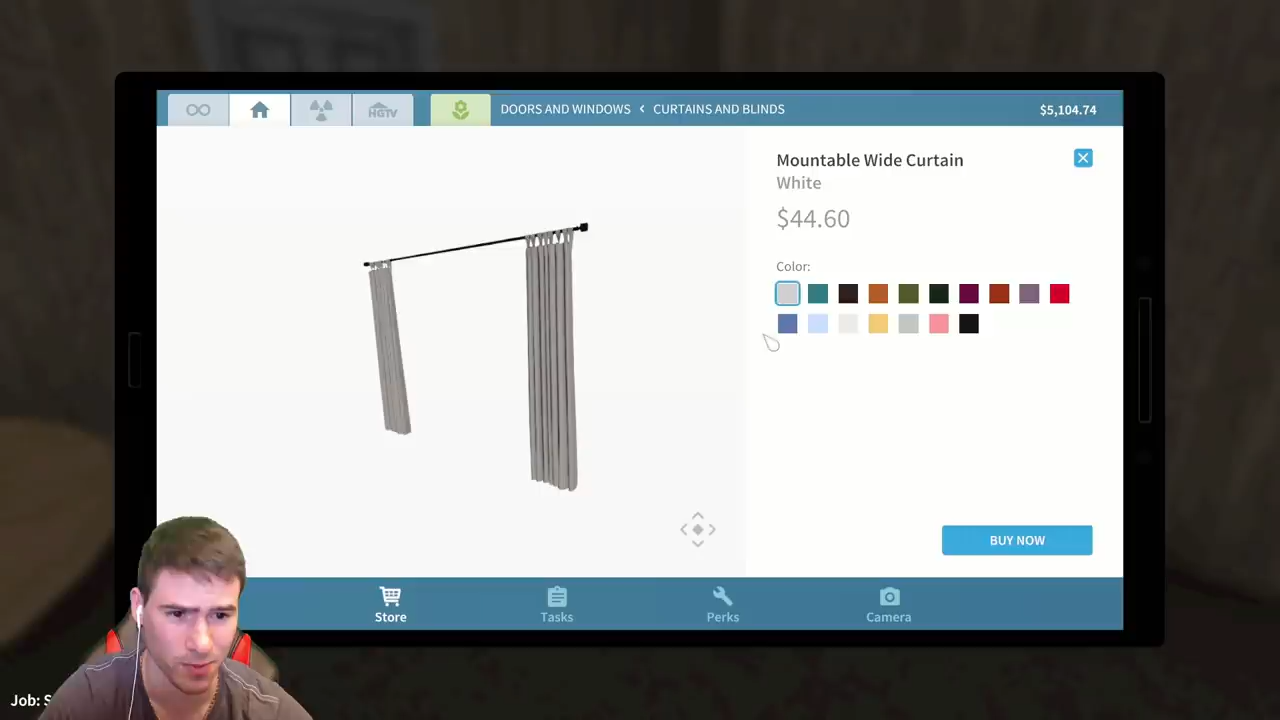 HGTV
DOORS AND WINDOWS < CURTAINS AND BLINDS
$5,104.74
Mountable Wide Curtain
White
$44.60
Color:
BUY NOW
Store
Tasks
Perks
Camera
Job: S